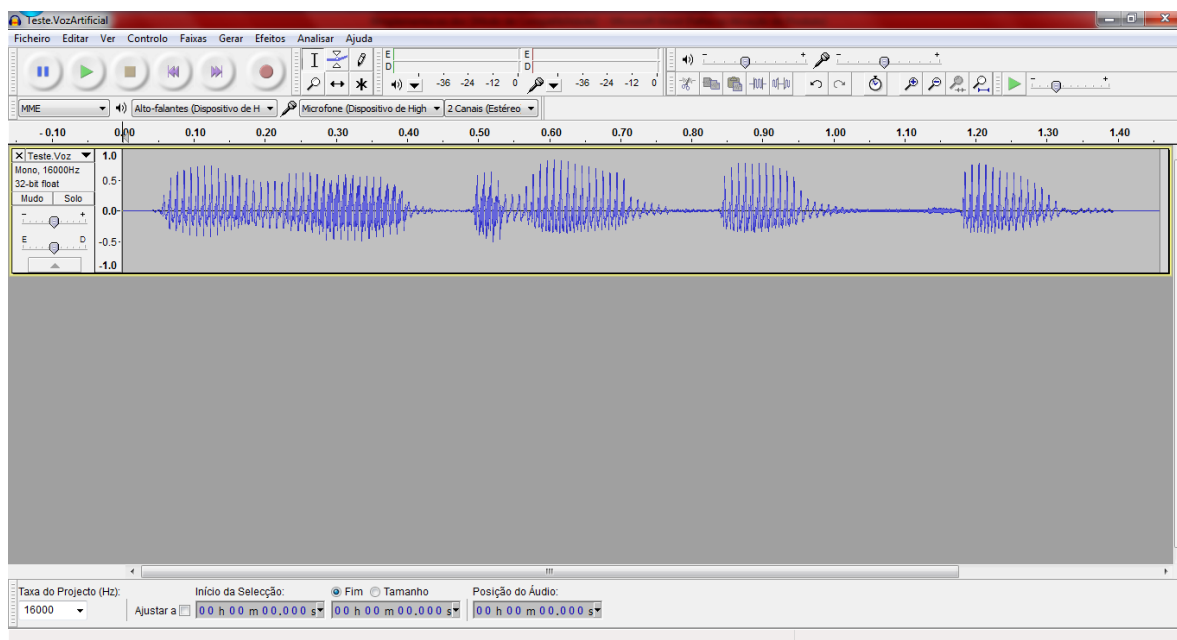 Teste.VozArtificial
Ficheiro Editar Ver Controlo Faixas Gerar Efeitos Analisar Ajuda
E
D
E
D
-36 -24 -12 0
-36 -24 -12 0
MME
Alto-falantes (Dispositivo de H
Microfone (Dispositivo de High
2 Canais (Estéreo
- 0.10 0.00 0.10 0.20 0.30 0.40 0.50 0.60 0.70 0.80 0.90 1.00 1.10 1.20 1.30 1.40
Teste.Voz
Mono, 16000Hz
32-bit float
Mudo Solo
- +
E D
1.0
0.5-
0.0-
-0.5-
-1.0
Taxa do Projecto (Hz): Início da Selecção: Fim Tamanho Posição do Áudio:
16000 Ajustar a 00 h 00 m 00.000 s 00 h 00 m 00.000 s 00 h 00 m 00.000 s